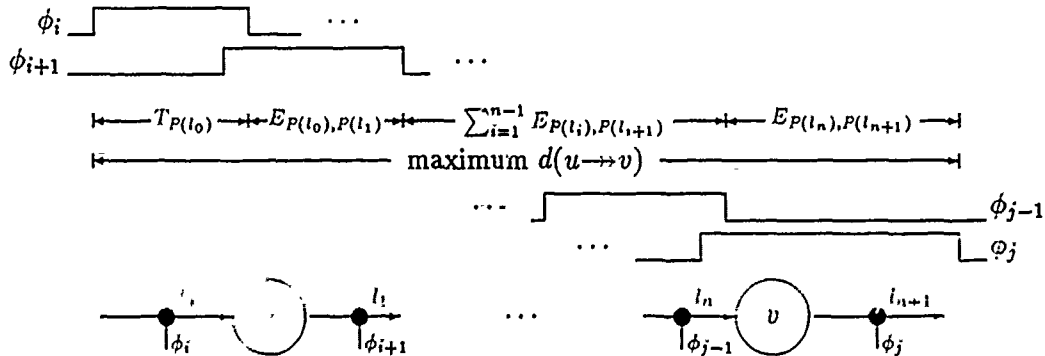 ϕ_i ⋯
ϕ_{i+1} ⋯
T_{P(l_0)} E_{P(l_0),P(l_1)} ∑_{i=1}^{n-1} E_{P(l_i),P(l_{i+1})} E_{P(l_n),P(l_{n+1})}
maximum d(u↠v)
⋯ ϕ_{j-1}
⋯ ϕ_j
l_1 ⋯ l_n v l_{n+1}
ϕ_i ϕ_{i+1} ϕ_{j-1} ϕ_j